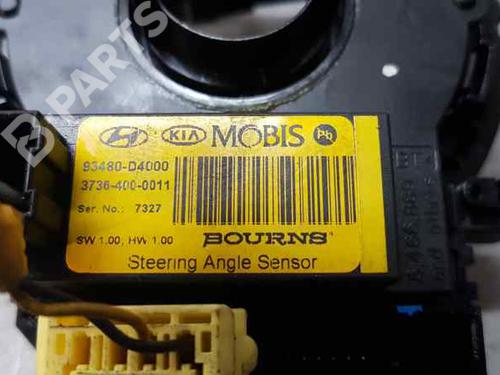 B-PARTS
HYUNDAI KIA MOBIS Pb
93480-D4000
3736-400-0011
Ser. No.: 7327
SW 1.00, HW 1.00
BOURNS
Steering Angle Sensor